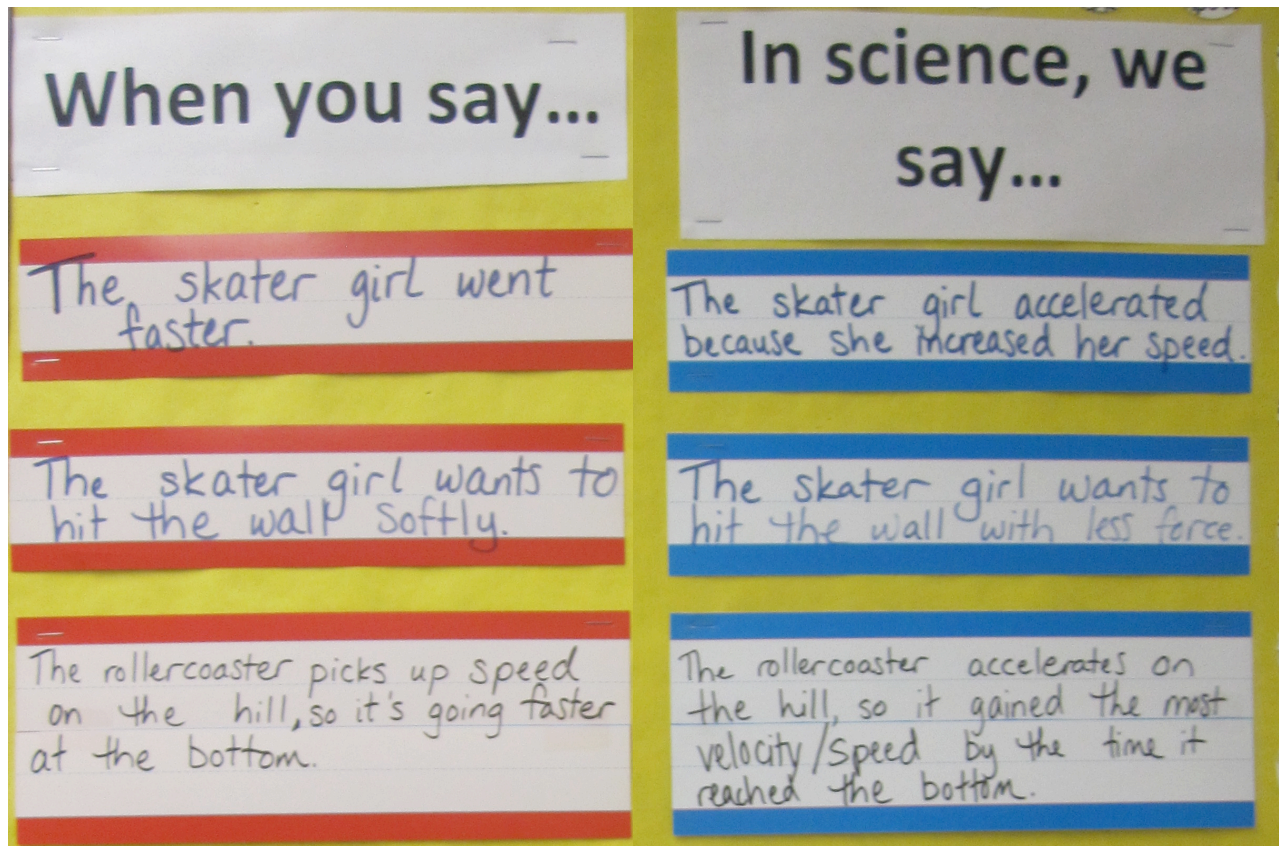 When you say...
The skater girl went
faster.
The skater girl wants to
hit the wall softly.
The rollercoaster picks up speed
on the hill, so it's going faster
at the bottom.
In science, we
say...
The skater girl accelerated
because she increased her speed.
The skater girl wants to
hit the wall with less force.
The rollercoaster accelerates on
the hill, so it gained the most
velocity/speed by the time it
reached the bottom.